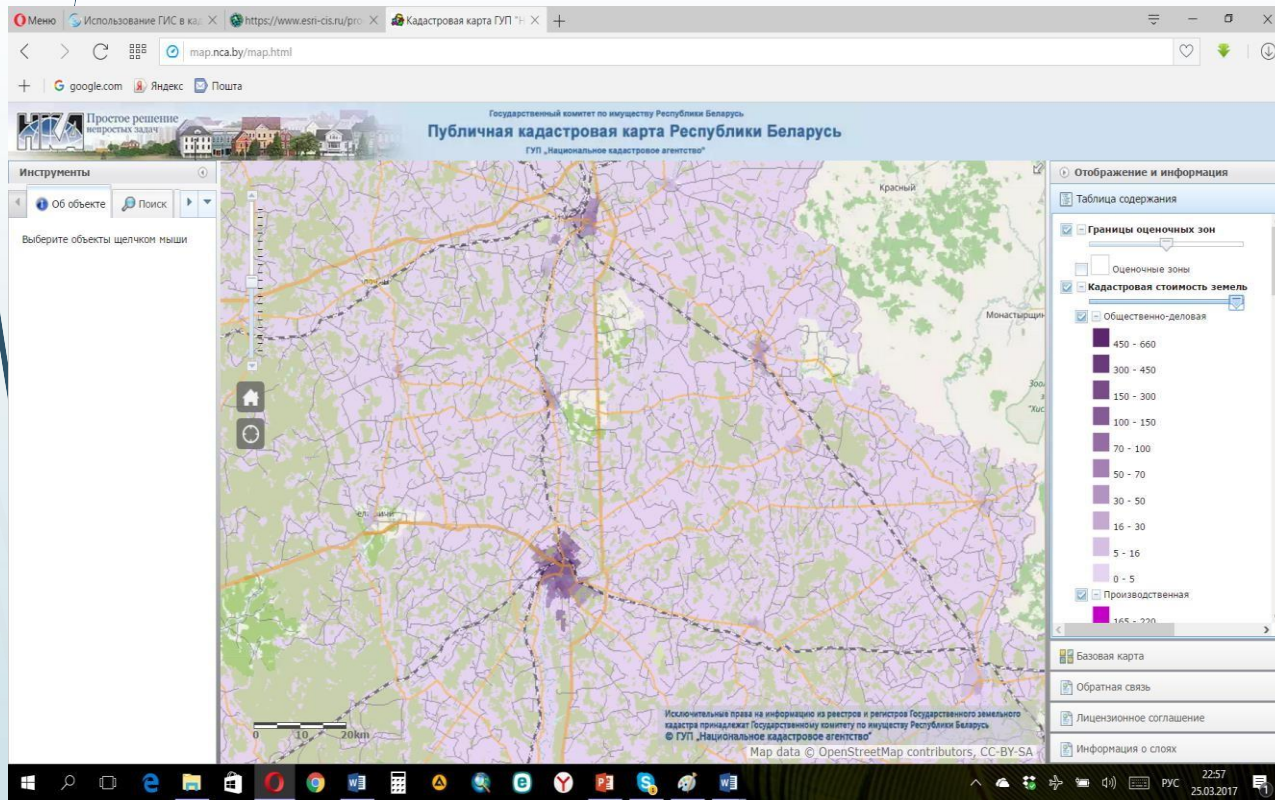 Меню
Использование ГИС в кад
https://www.esri-cis.ru/pro
Кадастровая карта ГУП "Н
map.nca.by/map.html
google.com
Яндекс
Почта
НКА
Простое решение
непростых задач
Государственный комитет по имуществу Республики Беларусь
Публичная кадастровая карта Республики Беларусь
ГУП „Национальное кадастровое агентство"
Инструменты
Об объекте
Поиск
Выберите объекты щелчком мыши
Красный
Монастырщин
0 10 20km
Исключительные права на информацию из реестров и регистров Государственного земельного
кадастра принадлежат Государственному комитету по имуществу Республики Беларусь
© ГУП „Национальное кадастровое агентство"
Map data © OpenStreetMap contributors, CC-BY-SA
Отображение и информация
Таблица содержания
Границы оценочных зон
Оценочные зоны
Кадастровая стоимость земель
Общественно-деловая
450 - 660
300 - 450
150 - 300
100 - 150
70 - 100
50 - 70
30 - 50
16 - 30
5 - 16
0 - 5
Производственная
165 - 220
Базовая карта
Обратная связь
Лицензионное соглашение
Информация о слоях
РУС
22:57
25.03.2017